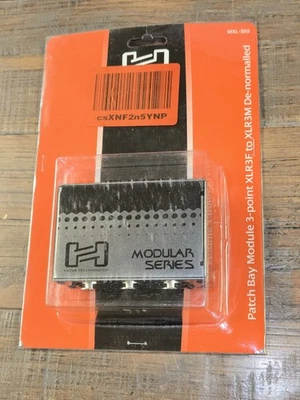 csXNF2n5YNP
MODULAR
SERIES
Patch Bay Module 3-point XLR3F to XLR3M De-normalled